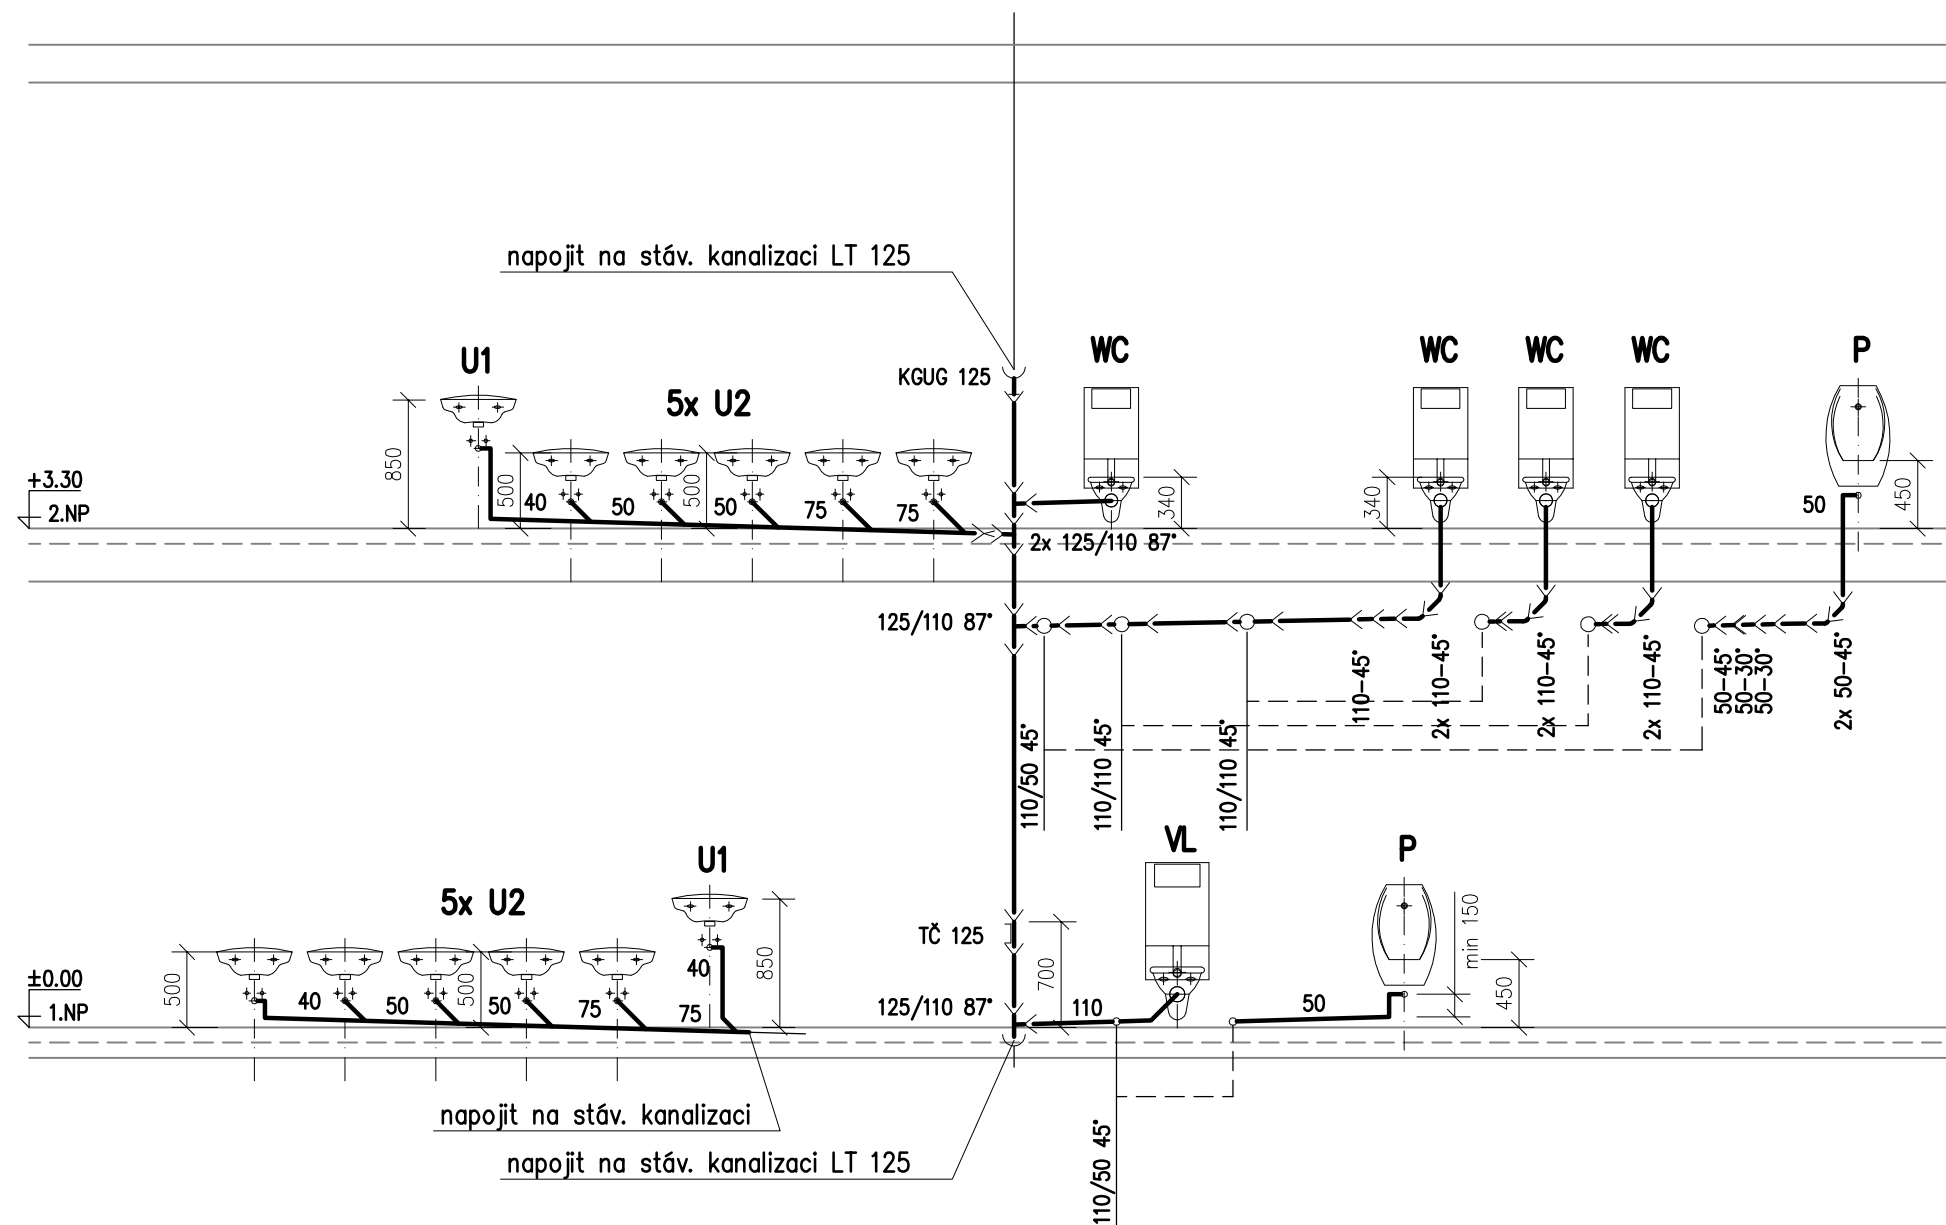 napojit na stáv. kanalizaci LT 125
U1
5x U2
KGUG 125
WC
WC
WC
WC
P
850
500
40
50
500
50
75
75
340
340
50
450
+3.30
2.NP
2x 125/110 87°
125/110 87°
110-45°
2x 110-45°
2x 110-45°
2x 110-45°
50-45°
50-30°
50-30°
2x 50-45°
110/50 45°
110/110 45°
110/110 45°
VL
P
U1
5x U2
min 150
TČ 125
700
850
450
500
500
40
40
50
50
75
75
±0.00
1.NP
125/110 87°
110
50
napojit na stáv. kanalizaci
napojit na stáv. kanalizaci LT 125
110/50 45°